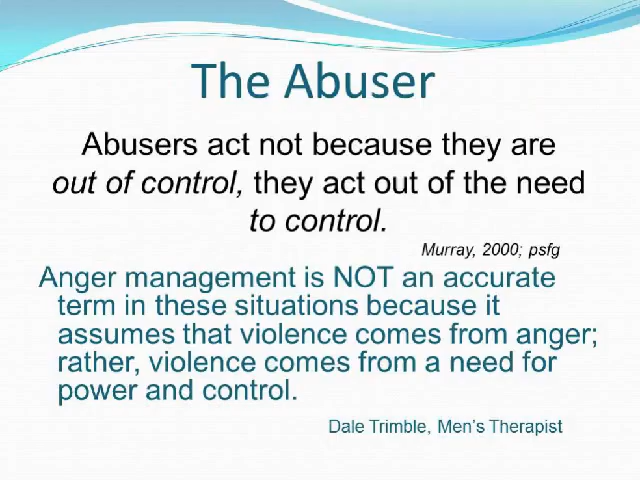 The Abuser
Abusers act not because they are
out of control, they act out of the need
to control.
Murray, 2000; psfg
Anger management is NOT an accurate
term in these situations because it
assumes that violence comes from anger;
rather, violence comes from a need for
power and control.
Dale Trimble, Men's Therapist